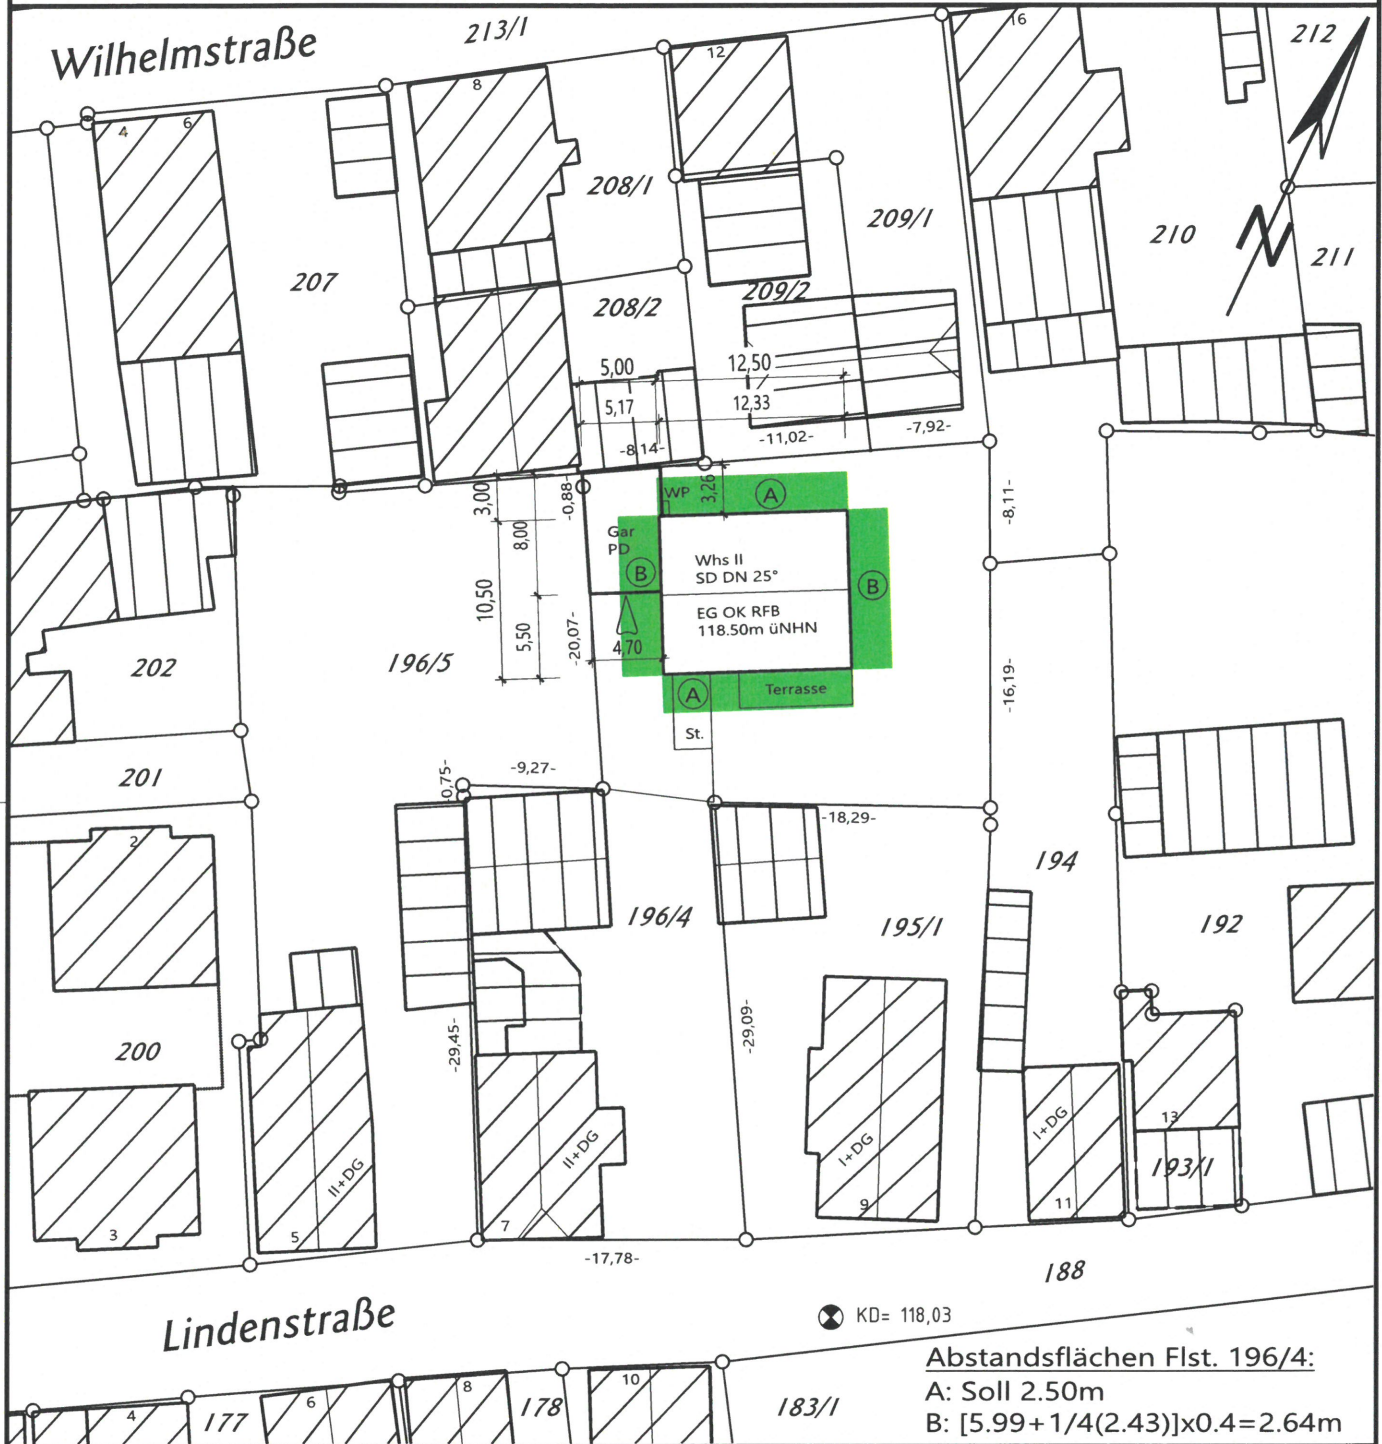 Wilhelmstraße
213/1
16
212
12
8
4
6
208/1
209/1
210
211
207
208/2
209/2
5,00
12,50
5,17
12,33
-8,14-
-11,02-
-7,92-
3,00
8,00
-0,88-
WP
3,26
A
-8,11-
Gar
PD
B
Whs II
SD DN 25°
B
EG OK RFB
118.50m üNHN
10,50
5,50
-20,07-
4,70
202
196/5
-16,19-
A
Terrasse
St.
201
-0,75-
-9,27-
-18,29-
2
194
196/4
195/1
192
200
-29,45-
-29,09-
II+DG
II+DG
I+DG
I+DG
13
193/1
3
5
7
9
11
-17,78-
188
Lindenstraße
KD= 118,03
Abstandsflächen Flst. 196/4:
A: Soll 2.50m
B: [5.99+1/4(2.43)]x0.4=2.64m
4
177
6
8
178
10
183/1
N